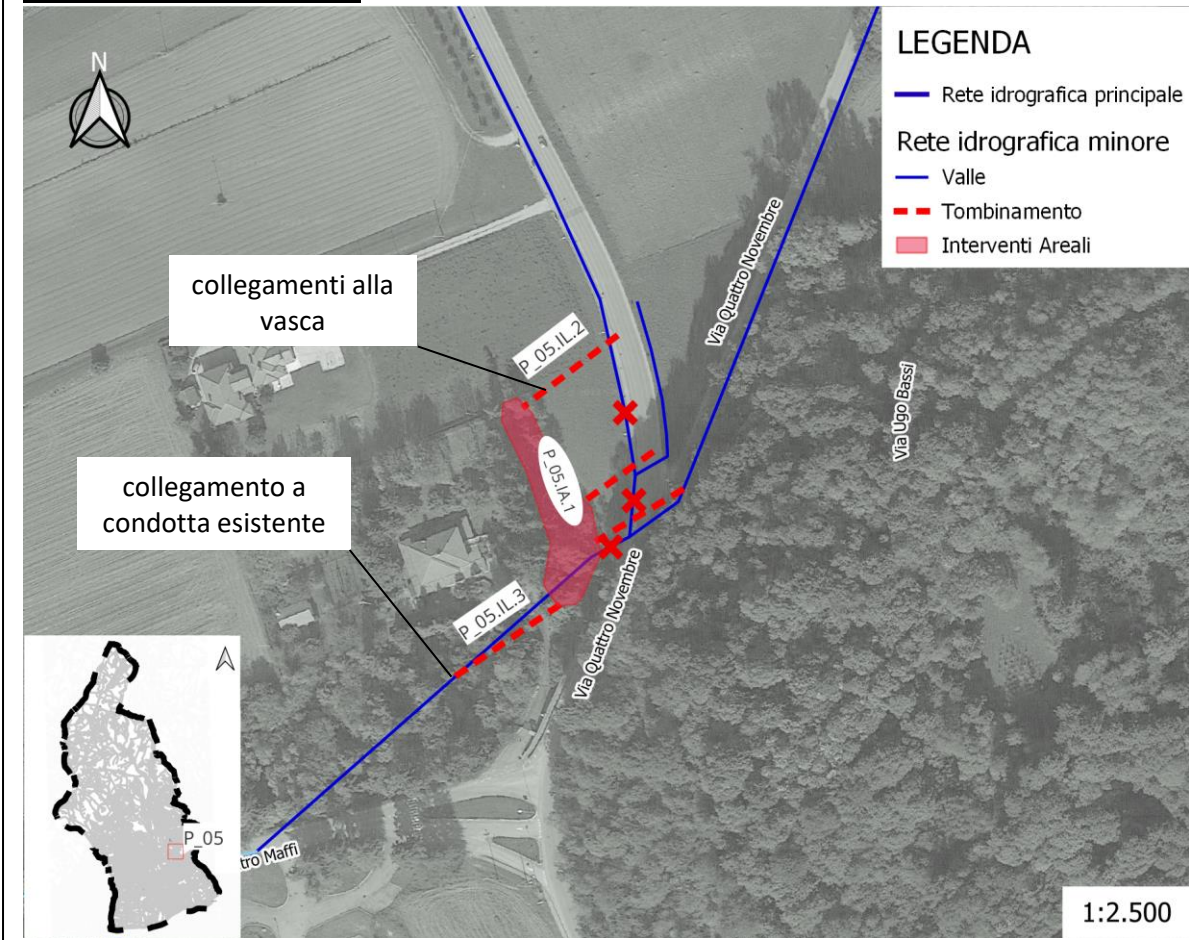 N
LEGENDA
Rete idrografica principale
Rete idrografica minore
Valle
Tombinamento
Interventi Areali
collegamenti alla
vasca
P_05.IL.2
Via Quattro Novembre
Via Ugo Bassi
P_05.IA.1
collegamento a
condotta esistente
P_05.IL.3
Via Quattro Novembre
P_05
tro Maffi
1:2.500